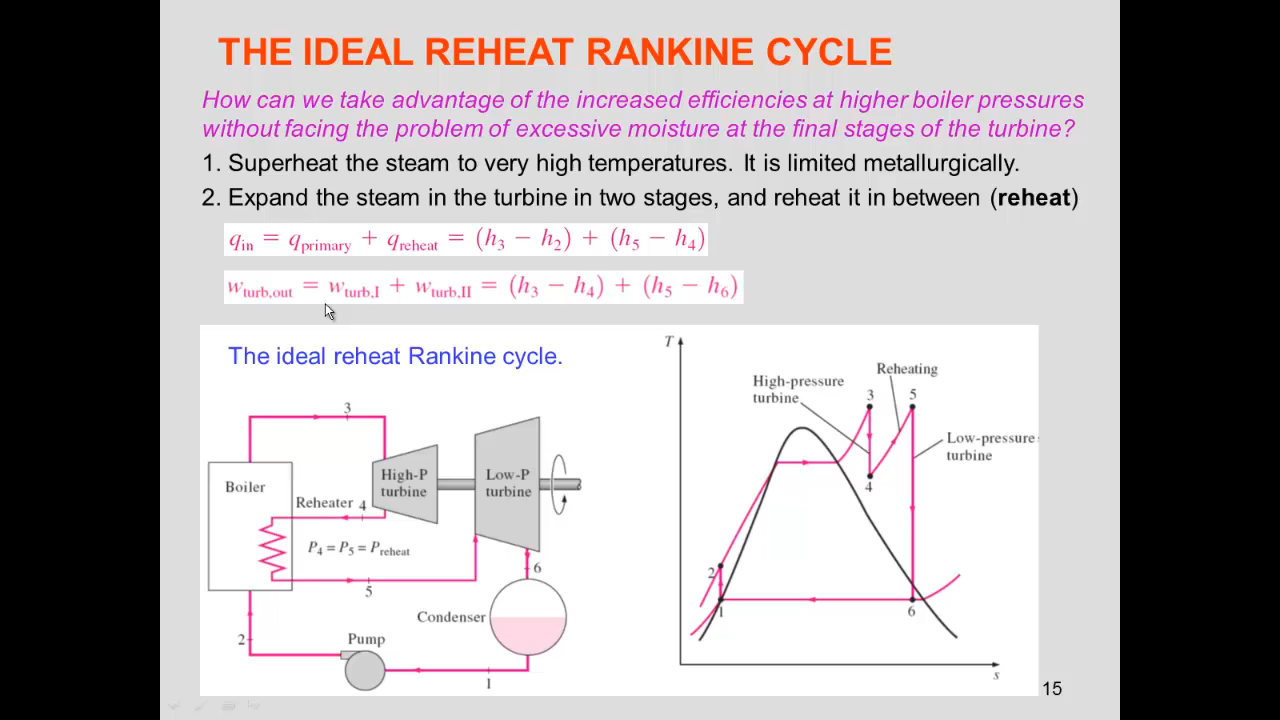 THE IDEAL REHEAT RANKINE CYCLE
How can we take advantage of the increased efficiencies at higher boiler pressures
without facing the problem of excessive moisture at the final stages of the turbine?
1. Superheat the steam to very high temperatures. It is limited metallurgically.
2. Expand the steam in the turbine in two stages, and reheat it in between (reheat)
q_in = q_primary + q_reheat = (h_3 − h_2) + (h_5 − h_4)
w_turb,out = w_turb,I + w_turb,II = (h_3 − h_4) + (h_5 − h_6)
The ideal reheat Rankine cycle.
3
High-P
turbine
Low-P
turbine
Boiler
Reheater 4
P_4 = P_5 = P_reheat
5
6
Condenser
2
Pump
1
T
Reheating
High-pressure
turbine
3
5
Low-pressure
turbine
4
2
1
6
s
15